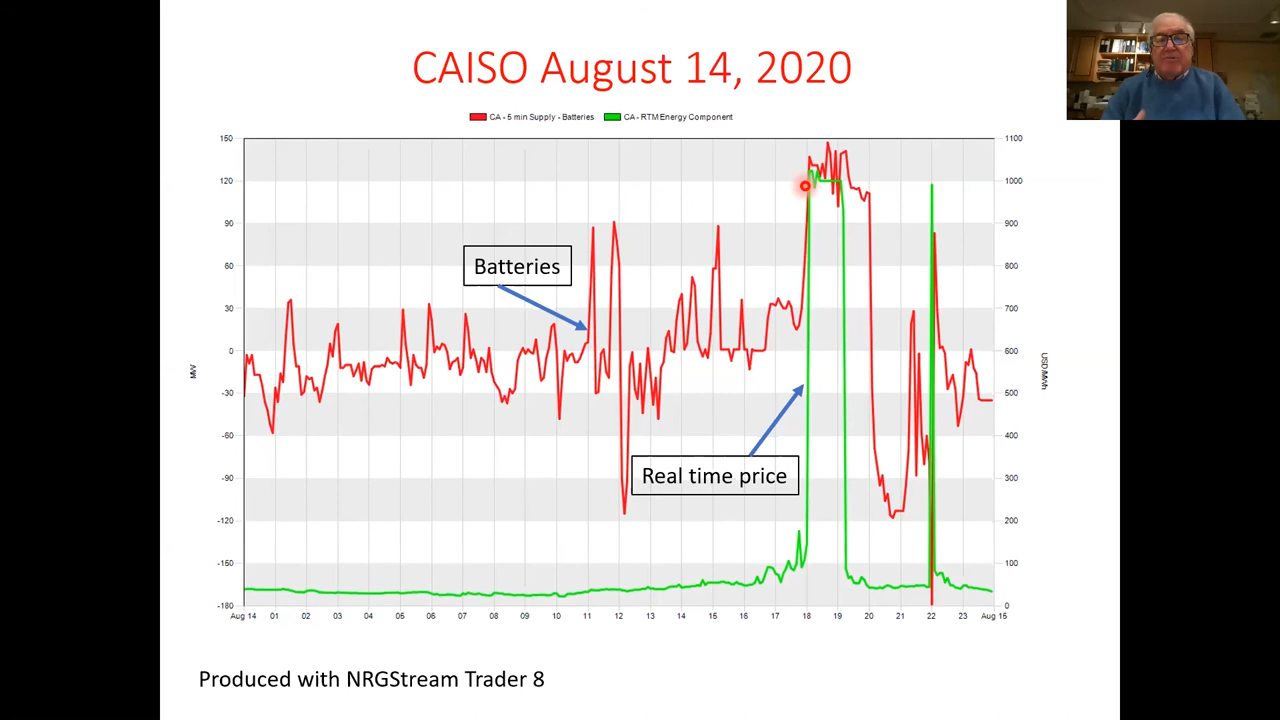 CAISO August 14, 2020
CA - 5 min Supply - Batteries CA - RTM Energy Component
150 1100
120 1000
90 900
60 800
30 700
0 600
-30 500
-60 400
-90 300
-120 200
-150 100
-180 0
MW
USD/MWh
Batteries
Real time price
Aug 14 01 02 03 04 05 06 07 08 09 10 11 12 13 14 15 16 17 18 19 20 21 22 23 Aug 15
Produced with NRGStream Trader 8